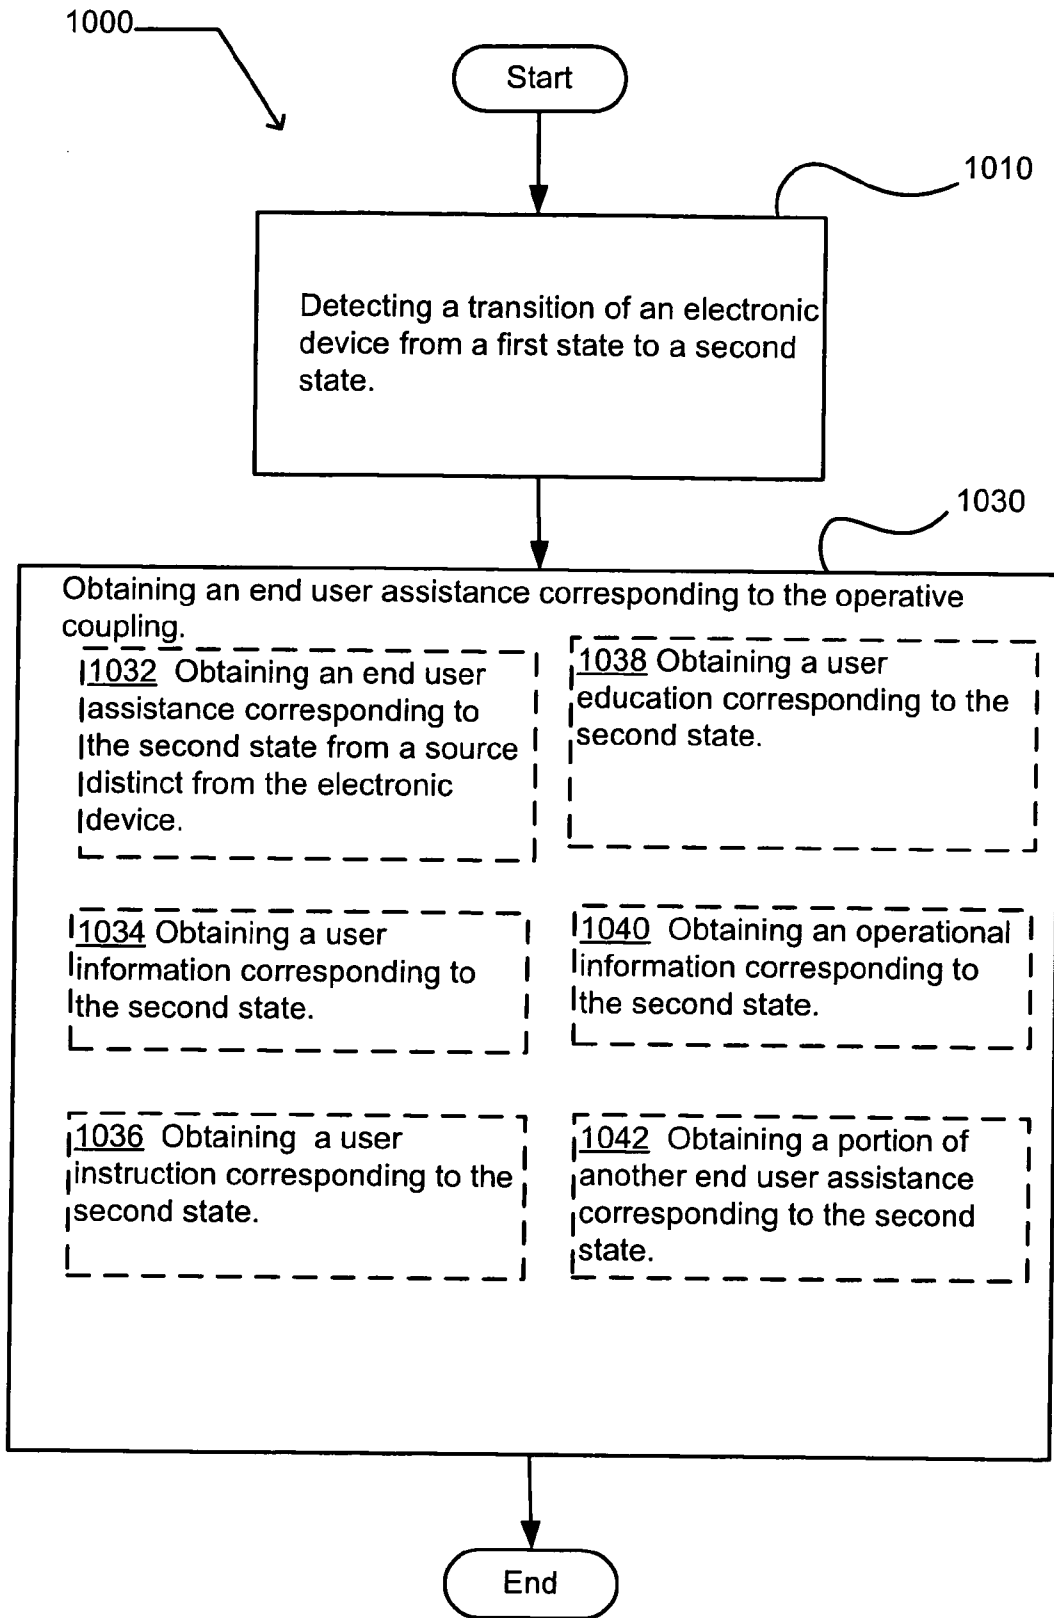 1000
Start
1010
Detecting a transition of an electronic
device from a first state to a second
state.
1030
Obtaining an end user assistance corresponding to the operative
coupling.
1032 Obtaining an end user
assistance corresponding to
the second state from a source
distinct from the electronic
device.
1038 Obtaining a user
education corresponding to the
second state.
1034 Obtaining a user
information corresponding to
the second state.
1040 Obtaining an operational
information corresponding to
the second state.
1036 Obtaining a user
instruction corresponding to the
second state.
1042 Obtaining a portion of
another end user assistance
corresponding to the second
state.
End